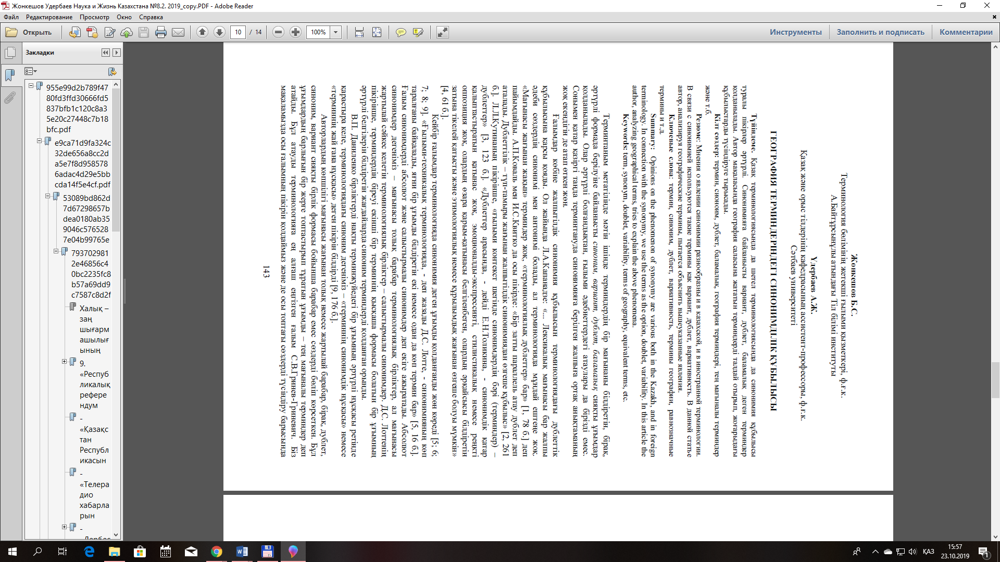 Жонкешов Удербаев Наука и Жизнь Казахстана №8.2. 2019_copy.PDF - Adobe Reader
Файл Редактирование Просмотр Окно Справка
Открыть
10 / 14
100%
Инструменты Заполнить и подписать Комментарии
Закладки
955e99d2b789f47
80fd3ffd30666fd5
837bfb1c120c8a3
5e20c27448c7b18
bfc.pdf
e9ca71d9fa324c
32de656a8cc2d
a5e7f8d958578
6adac4d29e5bb
cda14f5e4cf.pdf
53089bd862d
7d67298657b
dea0180ab35
9046c576528
7e04b99765e
793702981
2e46856c4
0bc2235fc8
b57a69dd9
c7587c8d2f
Халық –
заң
шығарм
ашылығ
ының
9.
«Респуб
ликалық
рефере
ндум
-
«Қазақс
тан
Республ
икасын
-
«Телера
дио
хабарла
рын
-
Жонкешов Б.С.
Терминология бөлімінің жетекші ғылыми қызметкері, ф.ғ.к.
А.Байтұрсынұлы атындағы Тіл білімі институты
Үдербаев А.Ж.
Қазақ және орыс тілдерінің кафедрасының ассистент-профессоры, ф.ғ.к.
Сәтбаев университеті
ГЕОГРАФИЯ ТЕРМИНДЕРІНДЕГІ СИНОНИМДІЛІК ҚҰБЫЛЫСЫ
Түйіндеме. Қазақ терминологиясында да шетел терминологиясында да синонимия құбылысы
туралы пікірлер әртүрлі. Синонимияға байланысты вариант, дублет, баламалық деген терминдер
қолданылады. Автор мақаласында география саласына жататын терминдерді талдай отырып, жоғарыдағы
құбылыстарды түсіндіруге тырысады.
Кілт сөздер: термин, сионоим, дублет, баламалық, география терминдері, тең мағыналы терминдер
және т.б.
Резюме: Мнения о явлении синонимии разнообразны и в казахской, и в иностранной терминологии.
В связи с синонимией используются такие термины как вариант, дублет, вариативность. В данной статье
автор, анализируя географические термины, пытается объяснить вышеуказанные явления.
Ключевые слова: термин, синоним, дублет, вариативность, термины географии, равнозначные
термины и т.д.
Summary: Opinions on the phenomenon of synonymy are various both in the Kazakh, and in foreign
terminology. In connection with the synonymy, we use the terms as the option, doublet, variability. In this article the
author, analyzing geographical terms, tries to explain the above phenomena.
Keywords: term, synonym, doublet, variability, terms of geography, equivalent terms, etc.
Терминтаным метатілінде мәтін ішінде терминдердің бір мағынаны білдіретін, бірақ,
әртүрлі формада берілуіне байланысты синоним, вариант, дублет, баламалық сияқты ұғымдар
қолданылады. Олар әртүрлі болғандықтан, ғылыми әдебиеттердегі атаулары да бірізді емес.
Сонымен қатар қазіргі таңда терминтануда синонимияға берілген жалпыға ортақ анықтаманың
жоқ екендігін де атап өткен жөн.
Ғалымдар көбіне жалпытілдік синонимия құбылысын терминологиядағы дублеттік
құбылысына қарсы қояды. Ол жайында Л.А.Капанадзе: «... Лексикалық мағынасы бар жалпы
әдеби сөздердің синонимі мен антонимі болады, ал терминологияда мұндай ештеңе жоқ.
«Мағынасы жағынан жақын» терминдер жоқ, «терминологиялық дублеттер» бар» [1, 78 б.] деп
пайымдайды. А.П.Коваль мен И.С.Квитко да осы пікірде: «Бір затты параллель атау дублет деп
аталады. Дублеттілік – түп-тамыры жағынан жалпытілдік синонимиядан өзгеше құбылыс» [2, 261
б.]. Л.Л.Кутинаның пікірінше, «ғылыми контекст шегінде синонимдердің бәрі (терминдер) –
дублеттер» [3, 123 б.]. «Дублеттер арасында, - дейді Е.Н.Толикина, - синонимдік қатар
қалыптастыратын қатынас жоқ, эмоционалды-экспрессивті, стилистикалық немесе реңкті
оппозиция жоқ, олардың өзара қарым-қатынасы белгіленбеген, олардың әрқайсысы білдіретін
затына тікелей қатысты және этимологиялық немесе құрылымдық жағынан өзгеше болуы мүмкін»
[4, 61 б.].
Кейбір ғалымдар терминологияда синонимия деген ұғымды қолданғанды жөн көреді [5; 6;
7; 8; 9]. «Ғылыми-техникалық терминологияда, - деп жазады Д.С. Лотте, - синонимияның көп
таралғаны байқалады, яғни бір ұғымды білдіретін екі немесе одан да көп термин бар» [5, 16 б.].
Ғалым синонимдерді абсолют және салыстырмалы синонимдер деп екіге ажыратады. Абсолют
синонимдер дегеніміз – мағынасы толық барабар терминологиялық бірліктер, ал мағынасы
жартылай сәйкес келетін терминологиялық бірліктер – салыстырмалы синонимдер. Д.С. Лоттенің
пікірінше, терминдердің біреуі екінші бір терминнің қысқаша формасы болатын бір ұғымның
әртүрлі белгілерін білдіретін жағдайларда синоним терминдерді қолданған орынды.
В.П. Даниленко бірліктерді нақты терминжүйедегі бір ұғымның әртүрлі нұсқасы ретінде
қарастыра келе, терминологиядағы синоним дегеніміз – «терминнің синонимдік нұсқасы» немесе
«терминнің жай ғана нұсқасы» деген пікірін білдірді [9, 176 б.].
Авторлардың көпшілігі мағынасы жағынан толық немесе жартылай барабар, бірақ, дублет,
синоним, вариант сияқты бірлік формасы бойынша барабар емес сөздерді бөліп көрсеткен. Бұл
ұғымдардың барлығын бір жерге топтастырып тұратын ұғымды – тең мағыналы терминдер деп
атайды. Бұл атауды терминологияға ең алғаш еңгізген ғалым С.В.Гринев-Гриневич. Біз
мақаламызда осы ғалымның пікірін қолдаймыз және де осы топтағы сөздерді түсіндіру барысында
143
ҚАЗ
15:57
23.10.2019
1